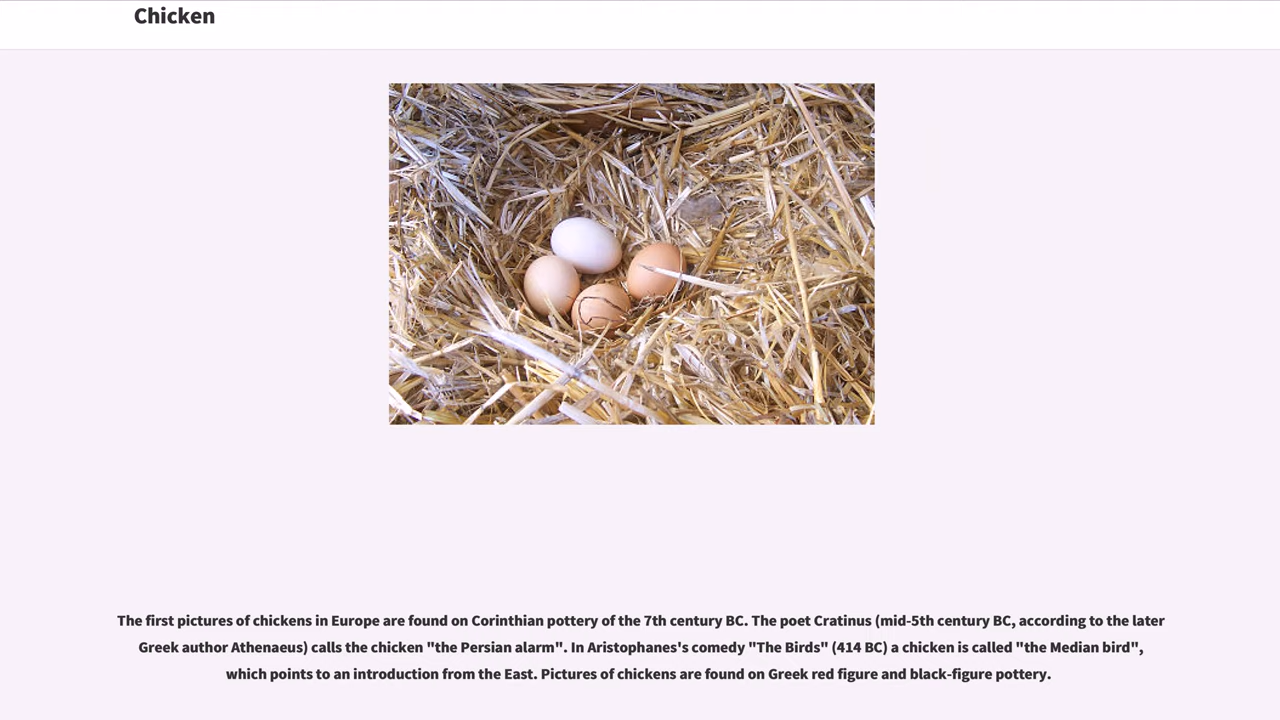 Chicken
The first pictures of chickens in Europe are found on Corinthian pottery of the 7th century BC. The poet Cratinus (mid-5th century BC, according to the later
Greek author Athenaeus) calls the chicken "the Persian alarm". In Aristophanes's comedy "The Birds" (414 BC) a chicken is called "the Median bird",
which points to an introduction from the East. Pictures of chickens are found on Greek red figure and black-figure pottery.